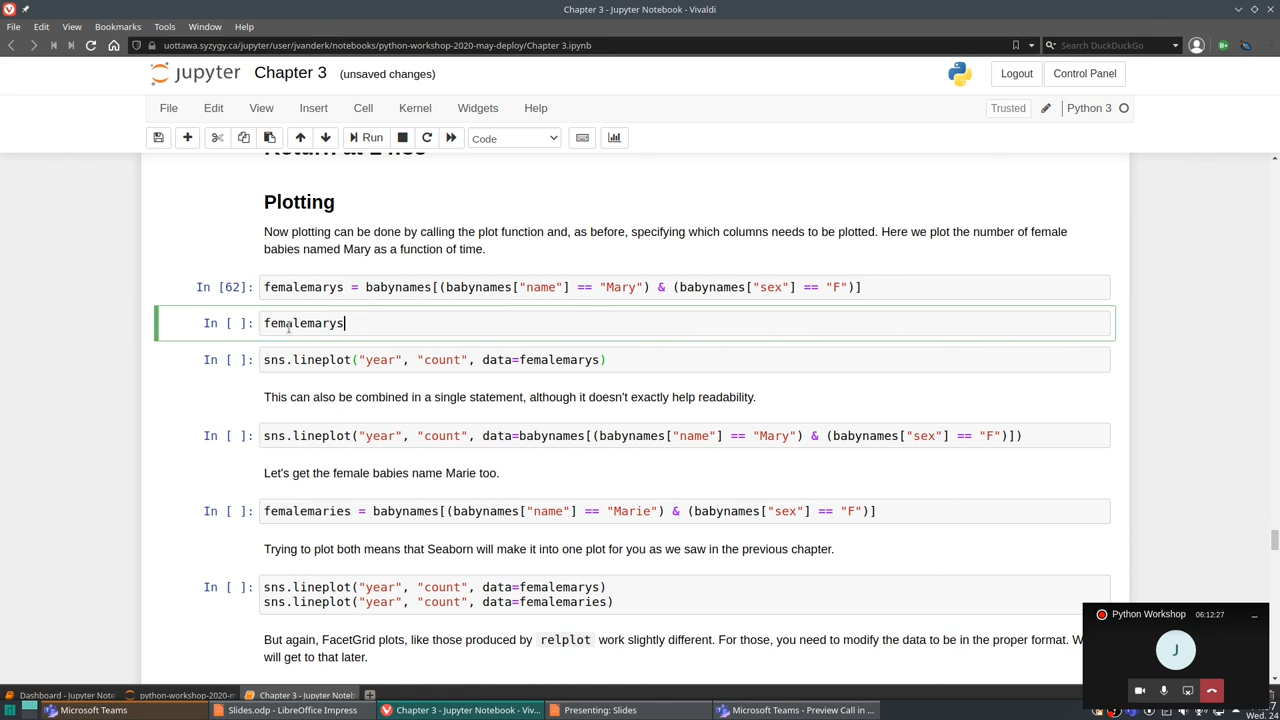 Chapter 3 - Jupyter Notebook - Vivaldi
File Edit View Bookmarks Tools Window Help
uottawa.syzygy.ca/jupyter/user/jvanderk/notebooks/python-workshop-2020-may-deploy/Chapter 3.ipynb
Search DuckDuckGo
jupyter Chapter 3 (unsaved changes)
Logout Control Panel
File Edit View Insert Cell Kernel Widgets Help
Trusted Python 3
Run Code
Plotting
Now plotting can be done by calling the plot function and, as before, specifying which columns needs to be plotted. Here we plot the number of female
babies named Mary as a function of time.
In [62]: femalemarys = babynames[(babynames["name"] == "Mary") & (babynames["sex"] == "F")]
In [ ]: femalemarys
In [ ]: sns.lineplot("year", "count", data=femalemarys)
This can also be combined in a single statement, although it doesn't exactly help readability.
In [ ]: sns.lineplot("year", "count", data=babynames[(babynames["name"] == "Mary") & (babynames["sex"] == "F")])
Let's get the female babies name Marie too.
In [ ]: femalemaries = babynames[(babynames["name"] == "Marie") & (babynames["sex"] == "F")]
Trying to plot both means that Seaborn will make it into one plot for you as we saw in the previous chapter.
In [ ]: sns.lineplot("year", "count", data=femalemarys)
sns.lineplot("year", "count", data=femalemaries)
But again, FacetGrid plots, like those produced by relplot work slightly different. For those, you need to modify the data to be in the proper format.
will get to that later.
Python Workshop 06:12:27
J
Dashboard - Jupyter Note python-workshop-2020-m Chapter 3 - Jupyter Noteb
Microsoft Teams Slides.odp - LibreOffice Impress Chapter 3 - Jupyter Notebook - Viv... Presenting: Slides Microsoft Teams - Preview Call in ...
Wed. 24